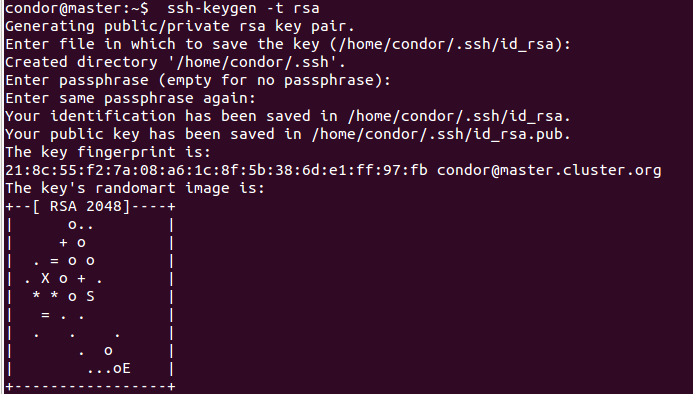 condor@master:~$  ssh-keygen -t rsa
Generating public/private rsa key pair.
Enter file in which to save the key (/home/condor/.ssh/id_rsa):
Created directory '/home/condor/.ssh'.
Enter passphrase (empty for no passphrase):
Enter same passphrase again:
Your identification has been saved in /home/condor/.ssh/id_rsa.
Your public key has been saved in /home/condor/.ssh/id_rsa.pub.
The key fingerprint is:
21:8c:55:f2:7a:08:a6:1c:8f:5b:38:6d:e1:ff:97:fb condor@master.cluster.org
The key's randomart image is:
+--[ RSA 2048]----+
|      o..        |
|     + o         |
|  . = o o        |
| . X o + .       |
|  * * o S        |
|   = . .         |
|  .   .    .     |
|       .  o      |
|        ...oE    |
+-----------------+